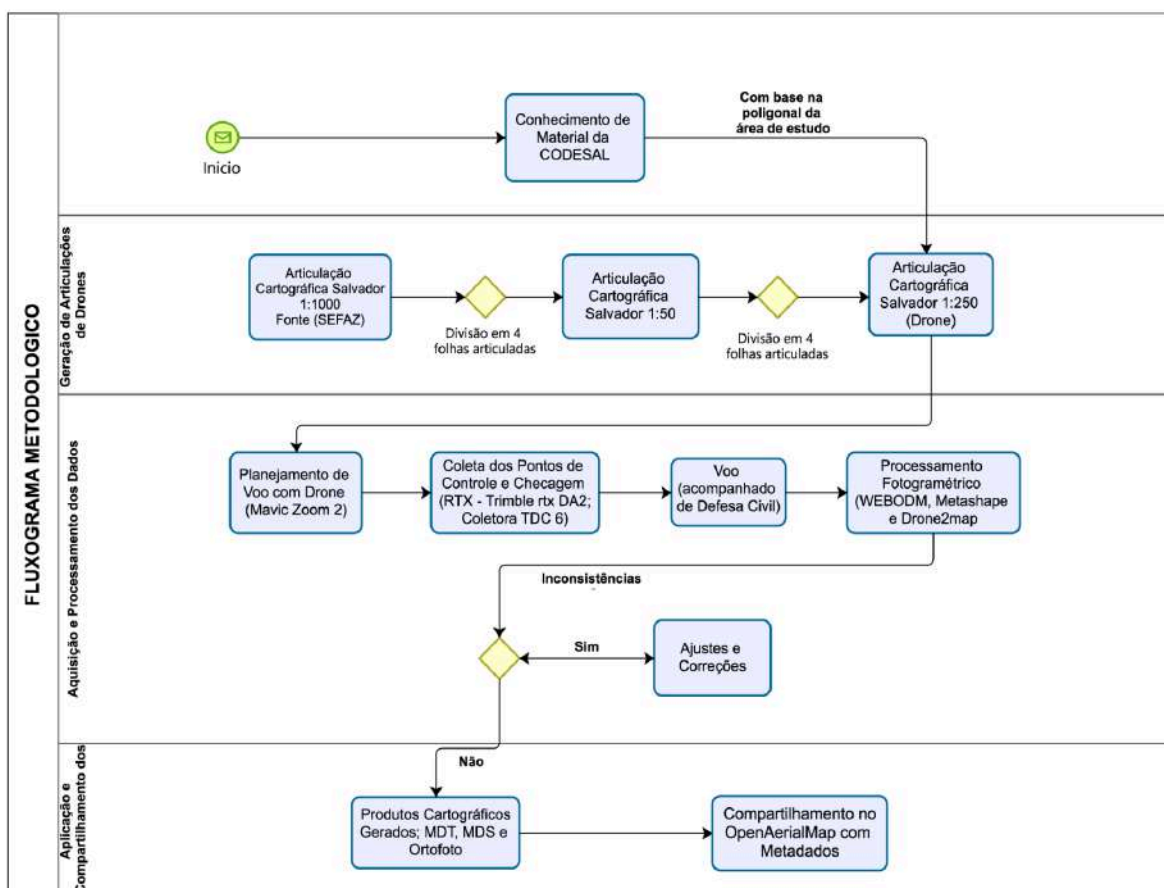 FLUXOGRAMA METODOLOGICO
Inicio
Conhecimento de
Material da
CODESAL
Com base na
poligonal da
área de estudo
Geração de Articulações
de Drones
Articulação
Cartográfica Salvador
1:1000
Fonte (SEFAZ)
Divisão em 4
folhas articuladas
Articulação
Cartográfica
Salvador 1:50
Divisão em 4
folhas articuladas
Articulação
Cartográfica
Salvador 1:250
(Drone)
Aquisição e Processamento dos Dados
Planejamento de
Voo com Drone
(Mavic Zoom 2)
Coleta dos Pontos de
Controle e Checagem
(RTX - Trimble rtx DA2;
Coletora TDC 6)
Voo
(acompanhado
de Defesa Civil)
Processamento
Fotogramétrico
(WEBODM, Metashape
e Drone2map
Inconsistências
Sim
Ajustes e
Correções
Não
Aplicação e
Compartilhamento dos
Produtos Cartográficos
Gerados; MDT, MDS e
Ortofoto
Compartilhamento no
OpenAerialMap com
Metadados